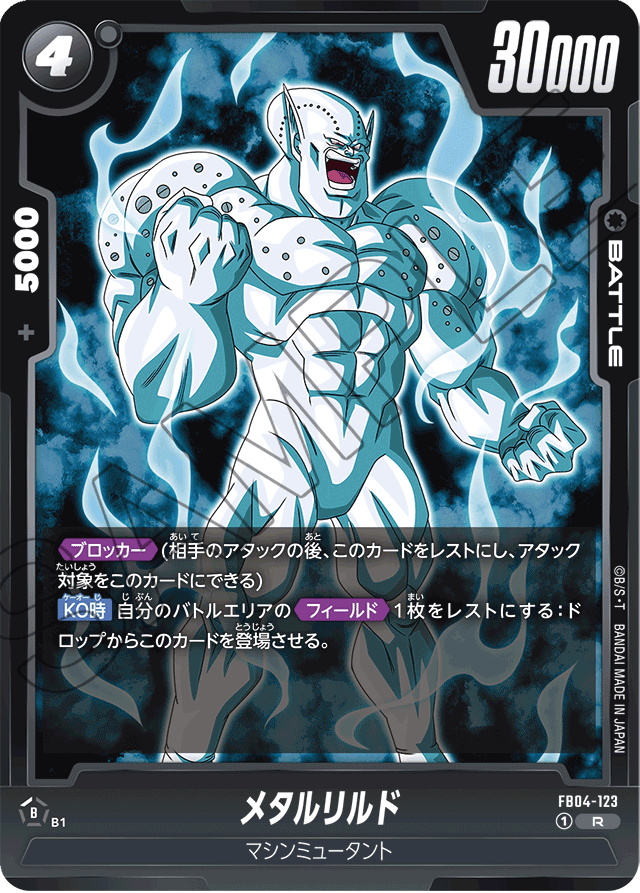 4
30000
+ 5000
BATTLE
ブロッカー (相手のアタックの後、このカードをレストにし、アタック
対象をこのカードにできる)
KO時 自分のバトルエリアの フィールド 1枚をレストにする:ド
ロップからこのカードを登場させる。
SAMPLE
©B/S・T BANDAI MADE IN JAPAN
B
B1
メタルリルド
FB04-123
1 R
マシンミュータント